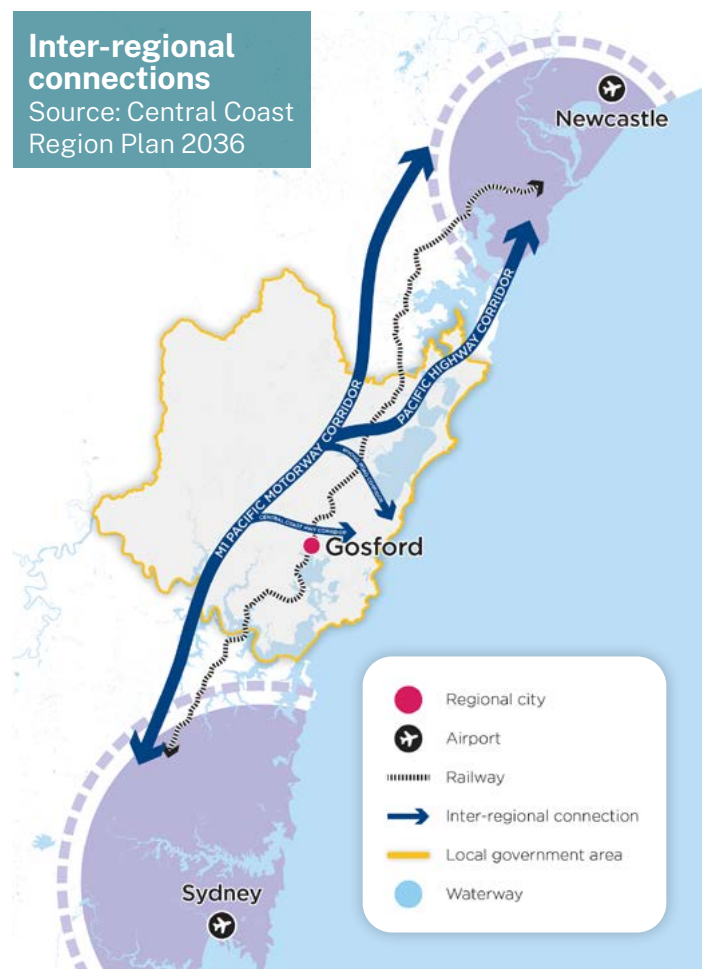 Inter-regional
connections
Source: Central Coast
Region Plan 2036
Newcastle
PACIFIC HIGHWAY CORRIDOR
M1 PACIFIC MOTORWAY CORRIDOR
CENTRAL COAST HWY CORRIDOR
Gosford
Regional city
Airport
Railway
Inter-regional connection
Local government area
Waterway
Sydney